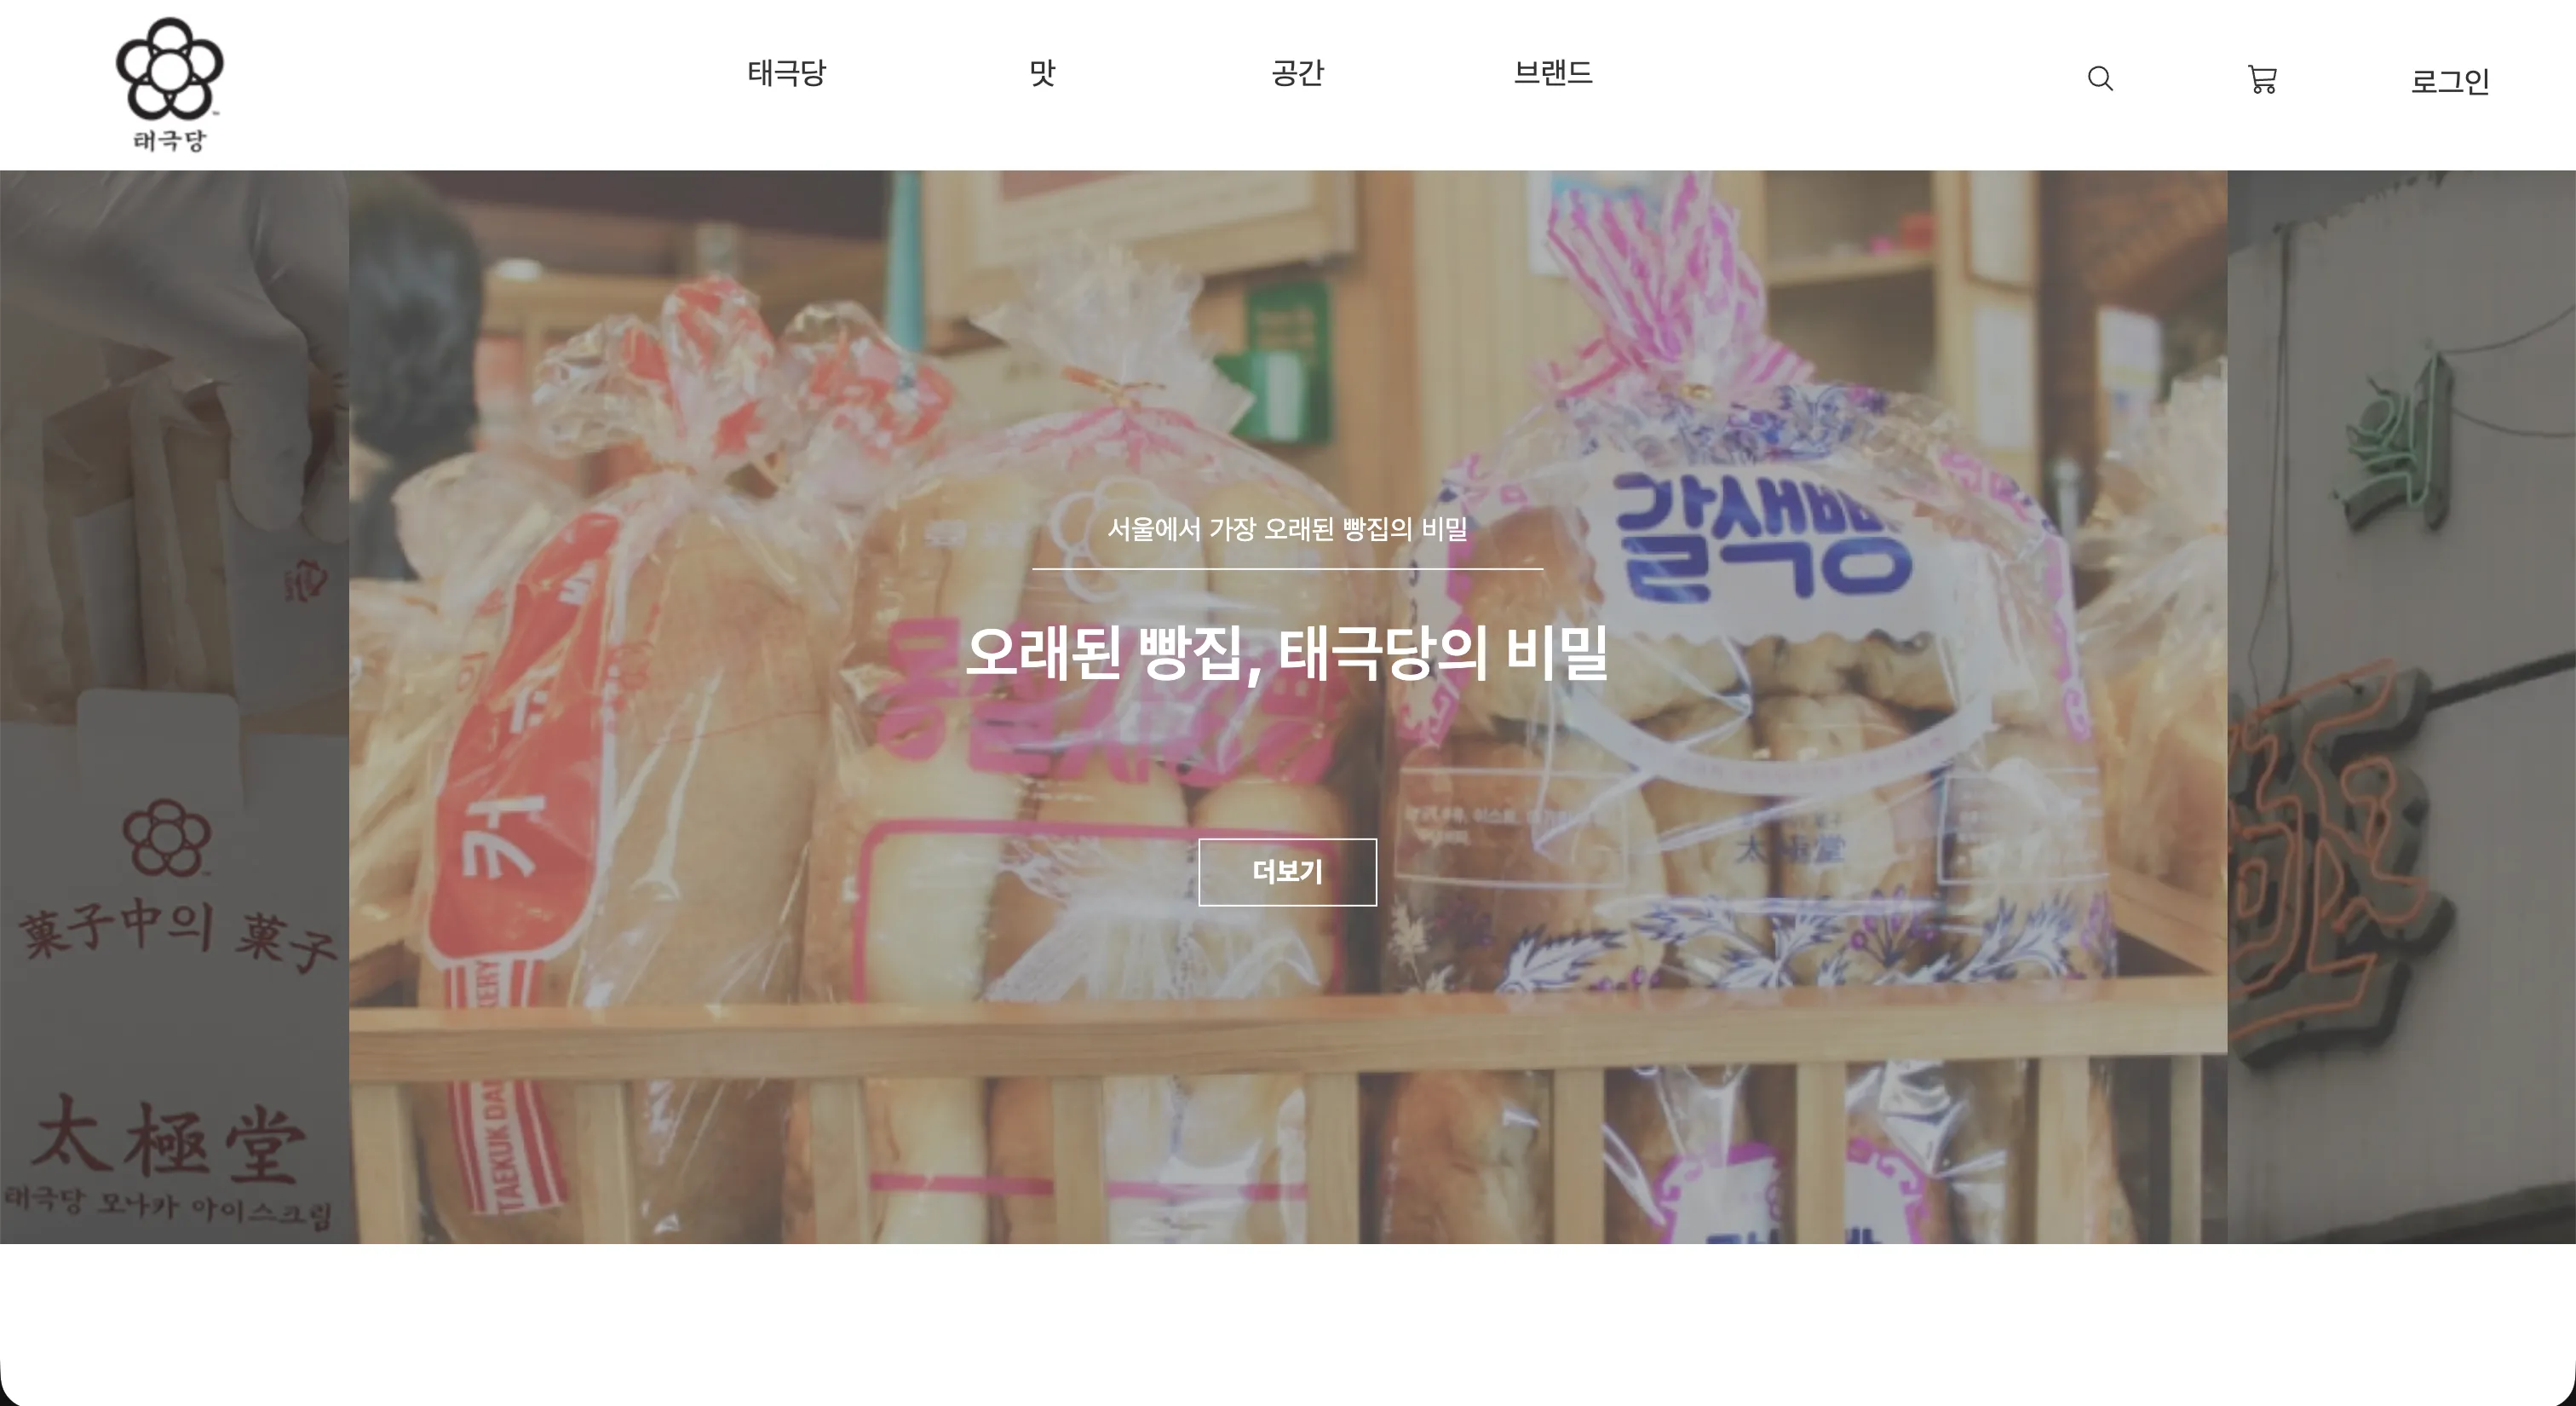 태극당
태극당
맛
공간
브랜드
로그인
서울에서 가장 오래된 빵집의 비밀
오래된 빵집, 태극당의 비밀
더보기
갈색빵
太極堂
TAEKUK DA
菓子中의 菓子
太極堂
태극당 모나카 아이스크림
極